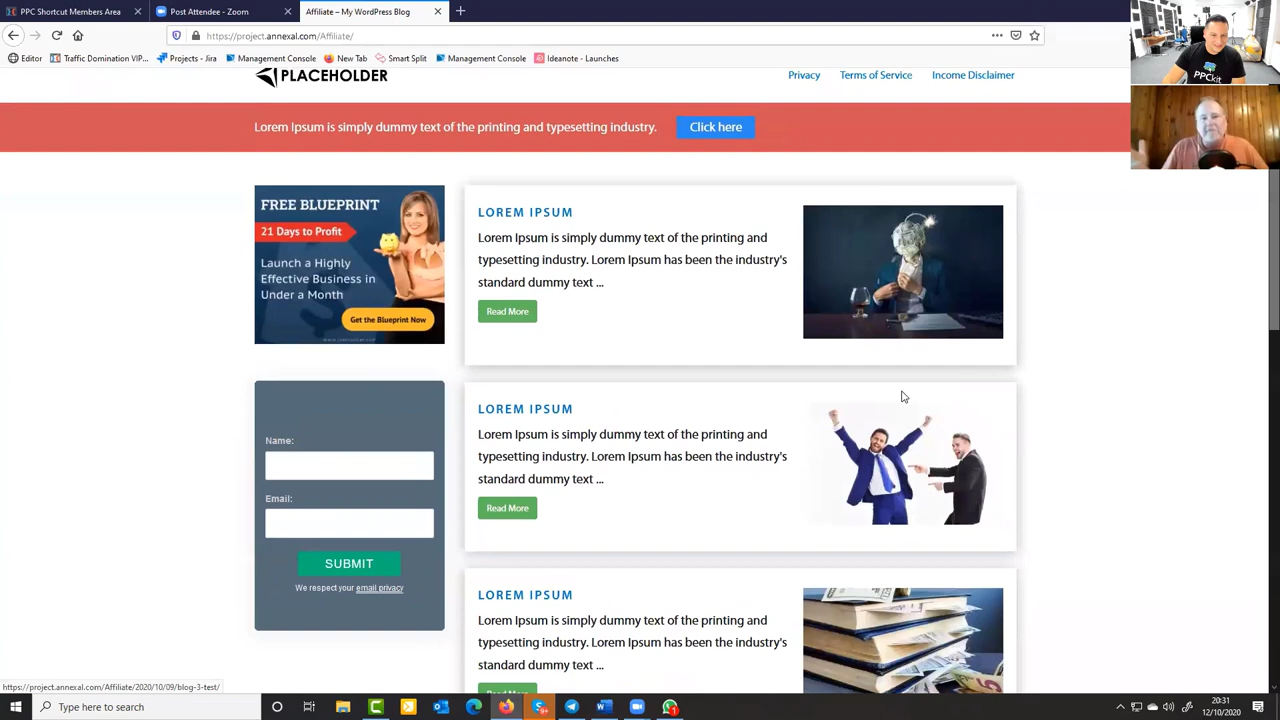 PPC Shortcut Members Area
Post Attendee - Zoom
Affiliate – My WordPress Blog
https://project.annexal.com/Affiliate/
Editor
Traffic Domination VIP...
Projects - Jira
Management Console
New Tab
Smart Split
Management Console
Ideanote - Launches
PLACEHOLDER
Privacy
Terms of Service
Income Disclaimer
Lorem Ipsum is simply dummy text of the printing and typesetting industry.
Click here
FREE BLUEPRINT
21 Days to Profit
Launch a Highly
Effective Business in
Under a Month
Get the Blueprint Now
LOREM IPSUM
Lorem Ipsum is simply dummy text of the printing and
typesetting industry. Lorem Ipsum has been the industry's
standard dummy text ...
Read More
Name:
Email:
SUBMIT
We respect your email privacy
LOREM IPSUM
Lorem Ipsum is simply dummy text of the printing and
typesetting industry. Lorem Ipsum has been the industry's
standard dummy text ...
Read More
LOREM IPSUM
Lorem Ipsum is simply dummy text of the printing and
typesetting industry. Lorem Ipsum has been the industry's
standard dummy text ...
Read More
PPCkit
https://project.annexal.com/Affiliate/2020/10/09/blog-3-test/
Type here to search
20:31
12/10/2020